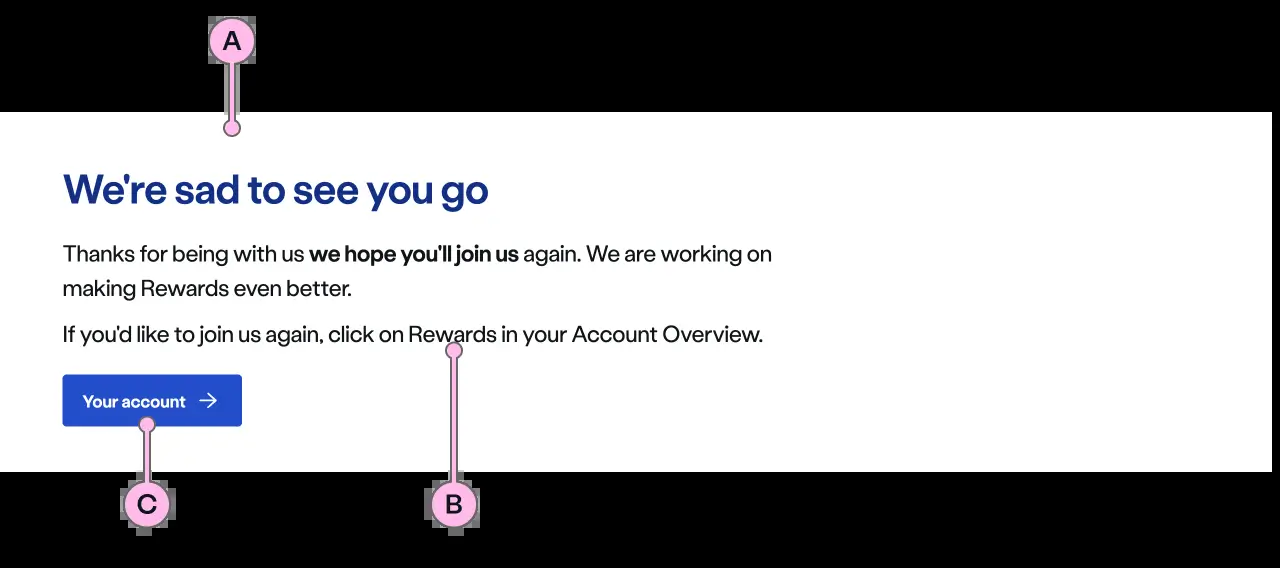 A
We're sad to see you go
Thanks for being with us we hope you'll join us again. We are working on
making Rewards even better.
If you'd like to join us again, click on Rewards in your Account Overview.
Your account →
C
B